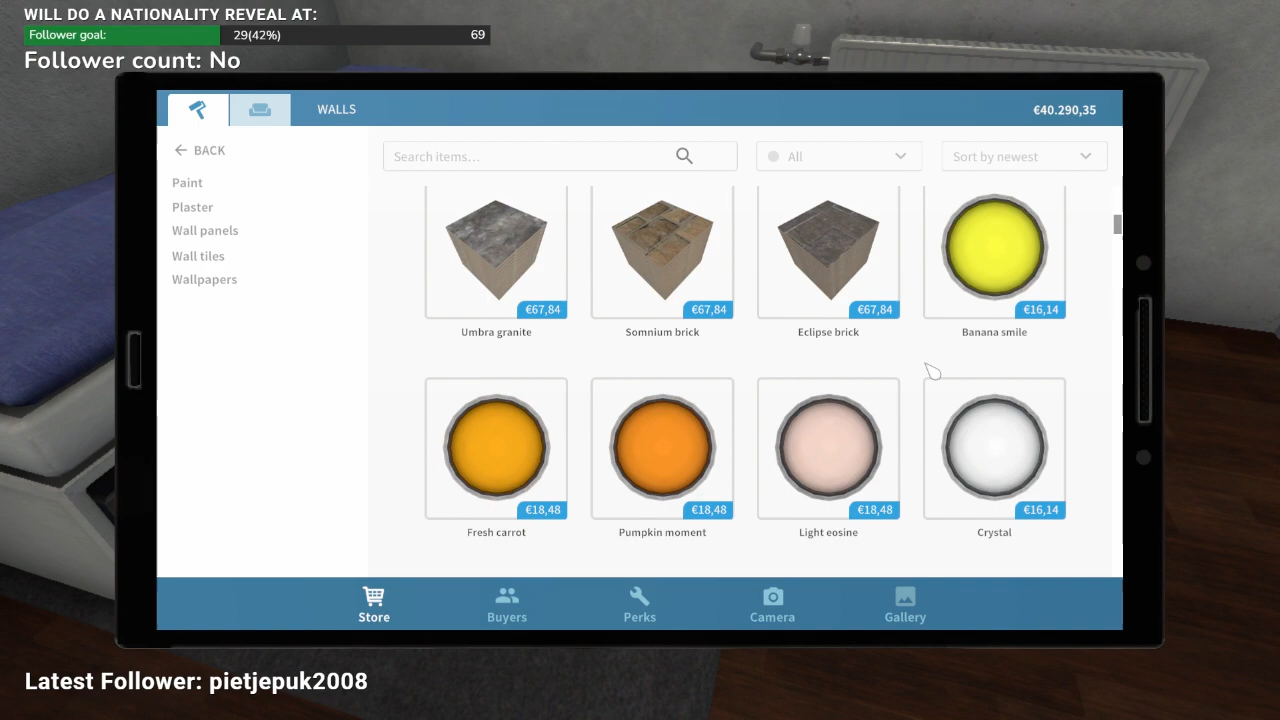 WILL DO A NATIONALITY REVEAL AT:
Follower goal: 29(42%) 69
Follower count: No
WALLS €40.290,35
BACK
Search items... All Sort by newest
Paint
Plaster
Wall panels
Wall tiles
Wallpapers
€67,84 €67,84 €67,84 €16,14
Umbra granite Somnium brick Eclipse brick Banana smile
€18,48 €18,48 €18,48 €16,14
Fresh carrot Pumpkin moment Light eosine Crystal
Store Buyers Perks Camera Gallery
Latest Follower: pietjepuk2008